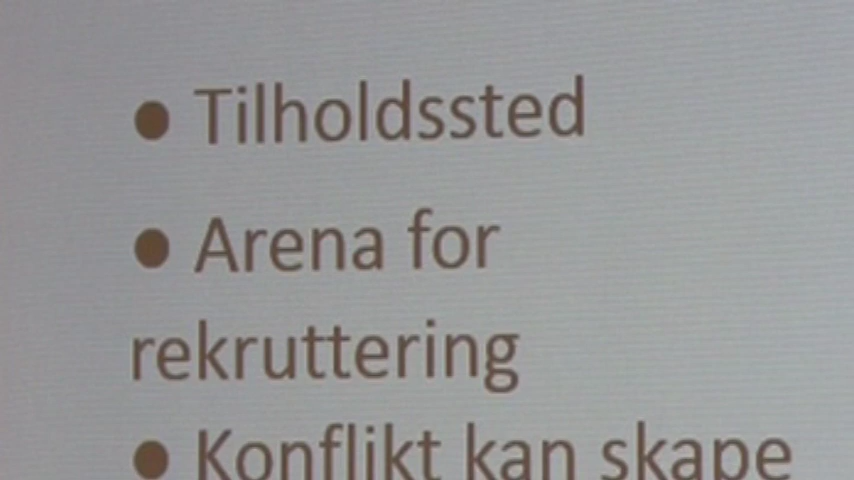 ● Tilholdssted
● Arena for
rekruttering
● Konflikt kan skape